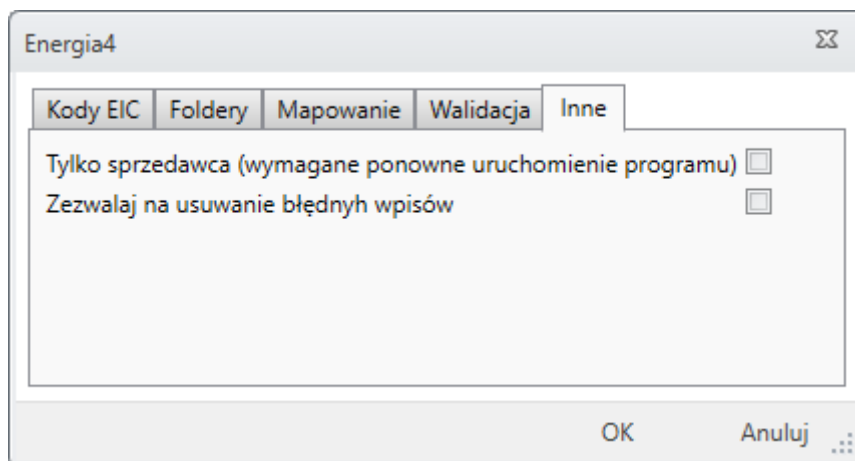 Energia4
Kody EIC Foldery Mapowanie Walidacja Inne
Tylko sprzedawca (wymagane ponowne uruchomienie programu)
Zezwalaj na usuwanie błędnyh wpisów
OK Anuluj